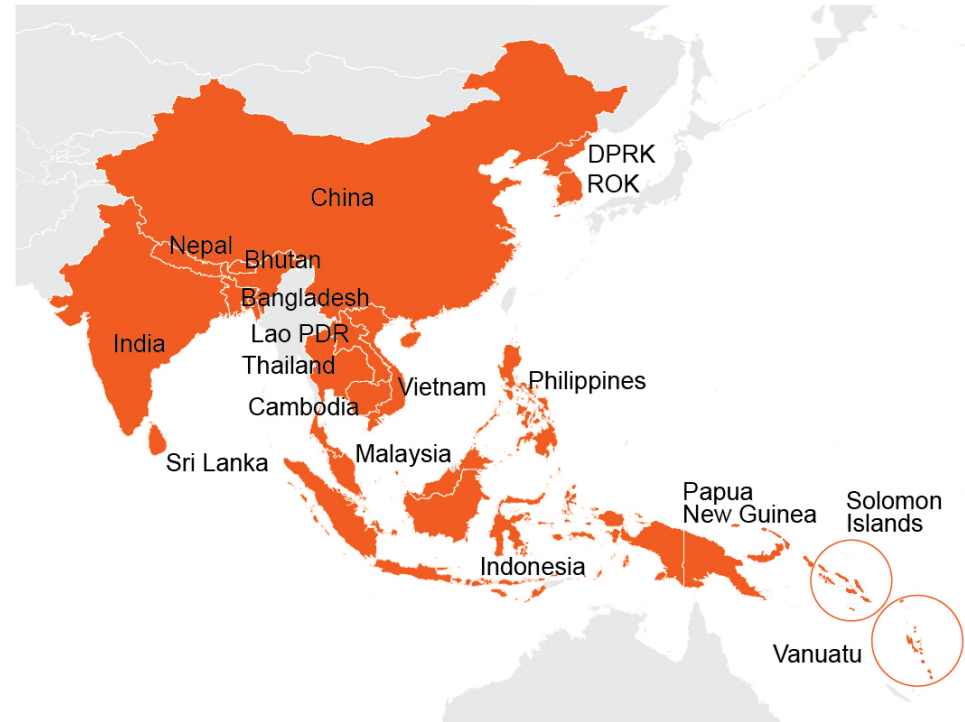 DPRK
ROK
China
Nepal
Bhutan
Bangladesh
Lao PDR
India
Thailand
Vietnam
Philippines
Cambodia
Malaysia
Sri Lanka
Papua
New Guinea
Solomon
Islands
Indonesia
Vanuatu